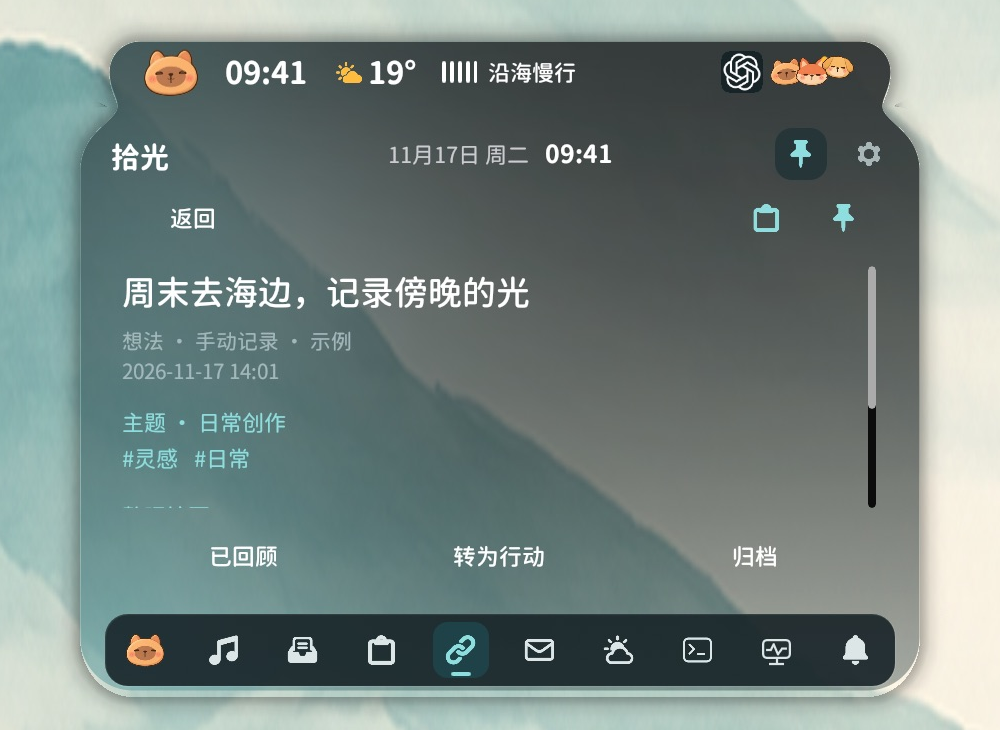 09:41 19° 沿海慢行
拾光 11月17日 周二 09:41
返回
周末去海边，记录傍晚的光
想法 · 手动记录 · 示例
2026-11-17 14:01
主题 · 日常创作
#灵感 #日常
已回顾 转为行动 归档